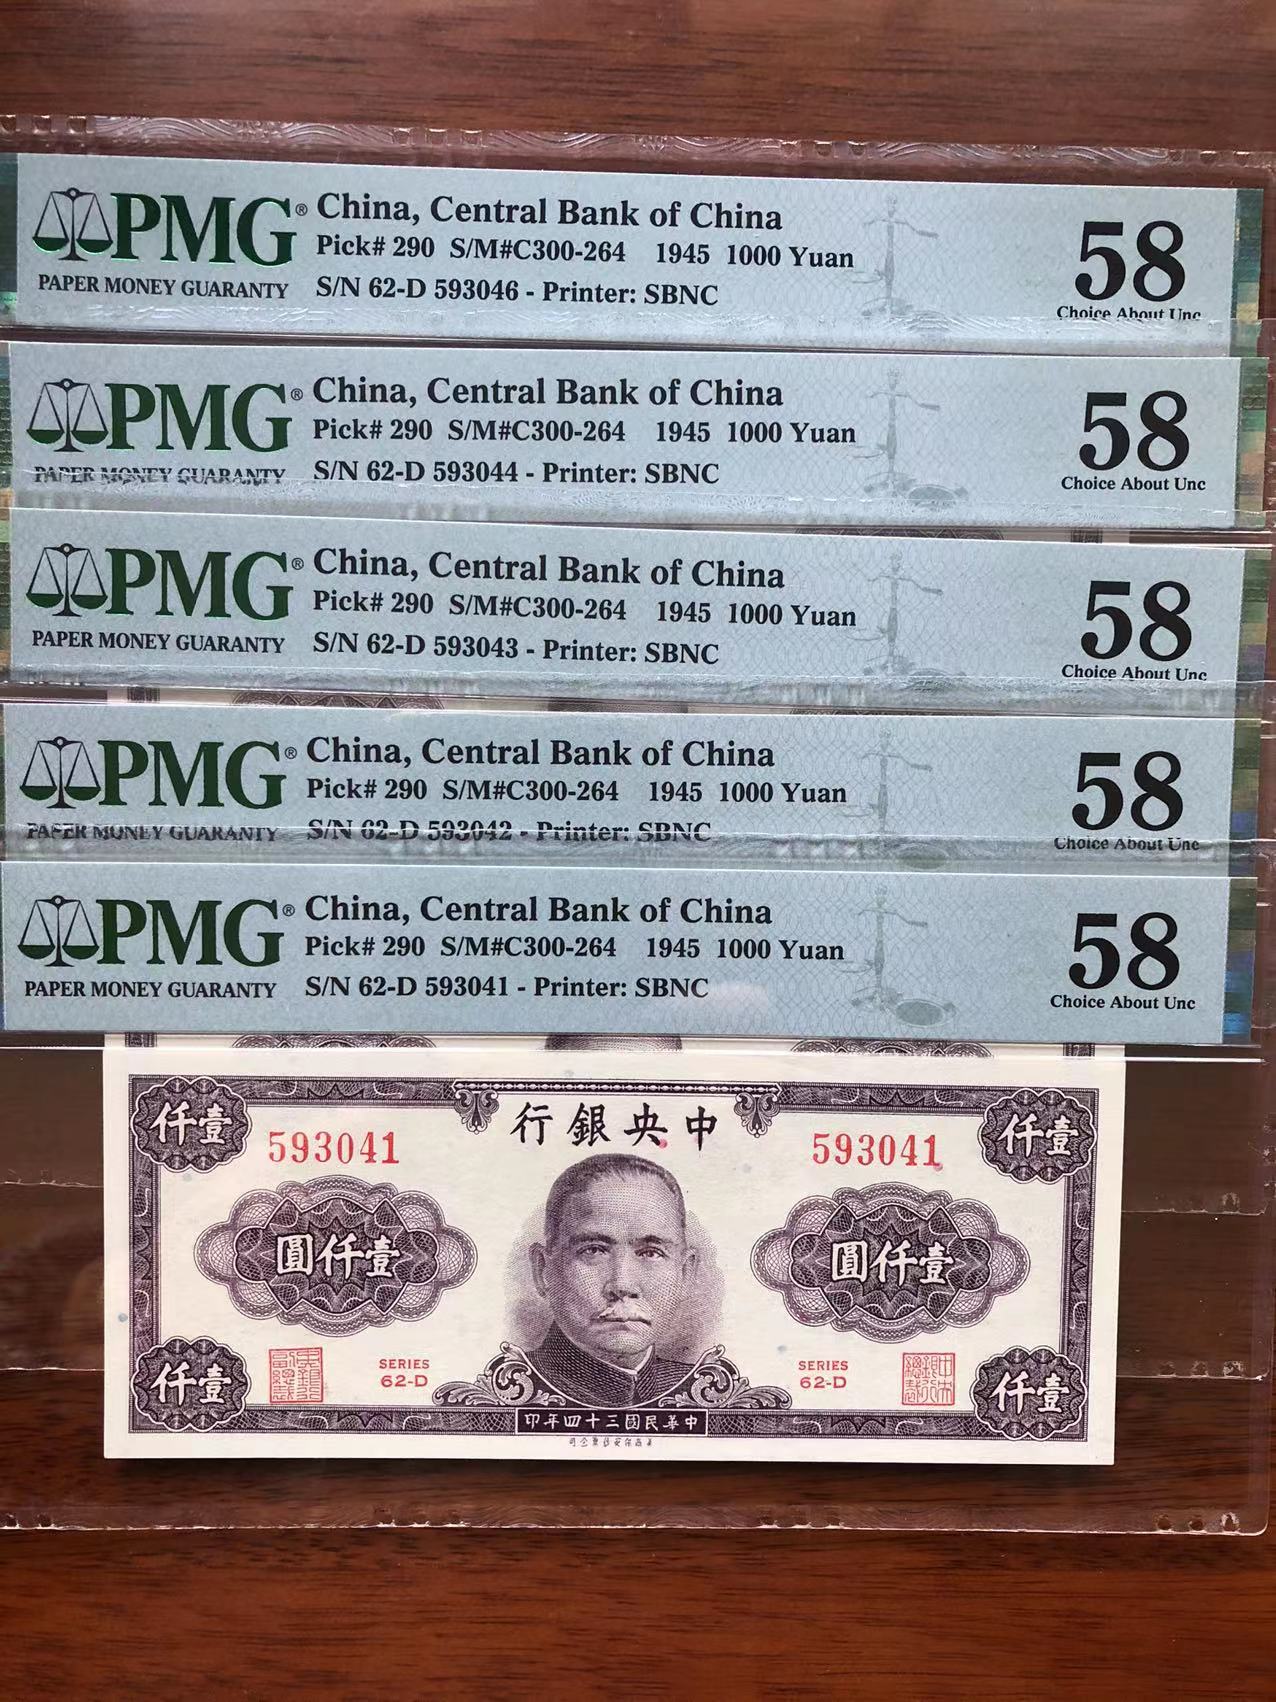 PMG® China, Central Bank of China
Pick# 290 S/M#C300-264 1945 1000 Yuan 58
PAPER MONEY GUARANTY S/N 62-D 593046 - Printer: SBNC Choice About Unc
PMG® China, Central Bank of China
Pick# 290 S/M#C300-264 1945 1000 Yuan 58
PAPER MONEY GUARANTY S/N 62-D 593044 - Printer: SBNC Choice About Unc
PMG® China, Central Bank of China
Pick# 290 S/M#C300-264 1945 1000 Yuan 58
PAPER MONEY GUARANTY S/N 62-D 593043 - Printer: SBNC Choice About Unc
PMG® China, Central Bank of China
Pick# 290 S/M#C300-264 1945 1000 Yuan 58
PAPER MONEY GUARANTY S/N 62-D 593042 - Printer: SBNC Choice About Unc
PMG® China, Central Bank of China
Pick# 290 S/M#C300-264 1945 1000 Yuan 58
PAPER MONEY GUARANTY S/N 62-D 593041 - Printer: SBNC Choice About Unc
仟壹 行銀央中 仟壹
593041 593041
圓仟壹 圓仟壹
仟壹 SERIES SERIES 仟壹
62-D 62-D
印年四十三國民華中